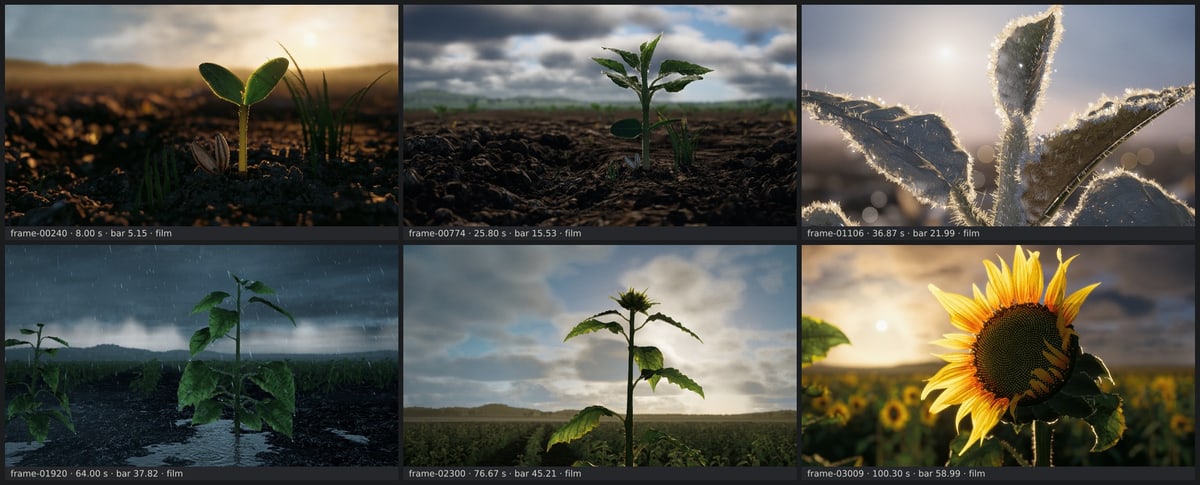 frame-00240 · 8.00 s · bar 5.15 · film
frame-00774 · 25.80 s · bar 15.53 · film
frame-01106 · 36.87 s · bar 21.99 · film
frame-01920 · 64.00 s · bar 37.82 · film
frame-02300 · 76.67 s · bar 45.21 · film
frame-03009 · 100.30 s · bar 58.99 · film